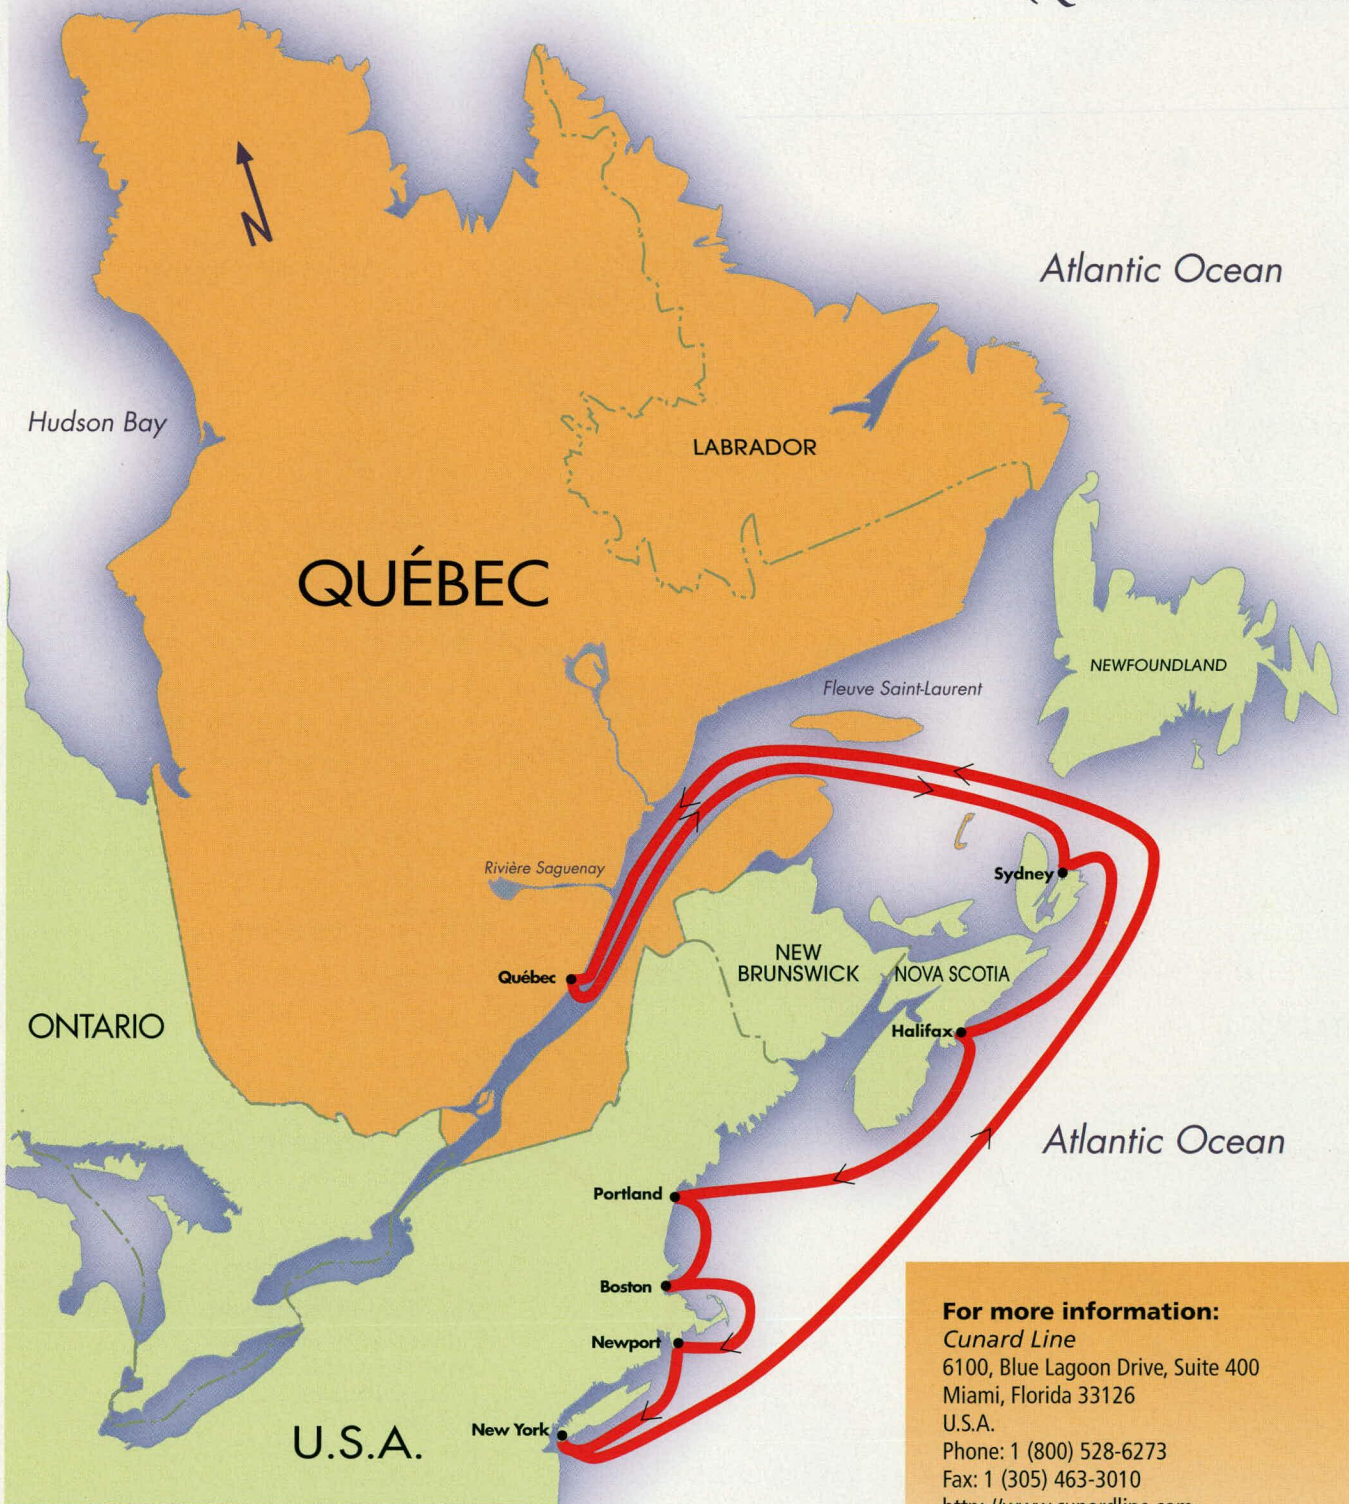 N
Atlantic Ocean
Hudson Bay
LABRADOR
QUÉBEC
NEWFOUNDLAND
Fleuve Saint-Laurent
Rivière Saguenay
Sydney
NEW
BRUNSWICK
NOVA SCOTIA
Québec
ONTARIO
Halifax
Atlantic Ocean
Portland
Boston
Newport
New York
U.S.A.
For more information:
Cunard Line
6100, Blue Lagoon Drive, Suite 400
Miami, Florida 33126
U.S.A.
Phone: 1 (800) 528-6273
Fax: 1 (305) 463-3010